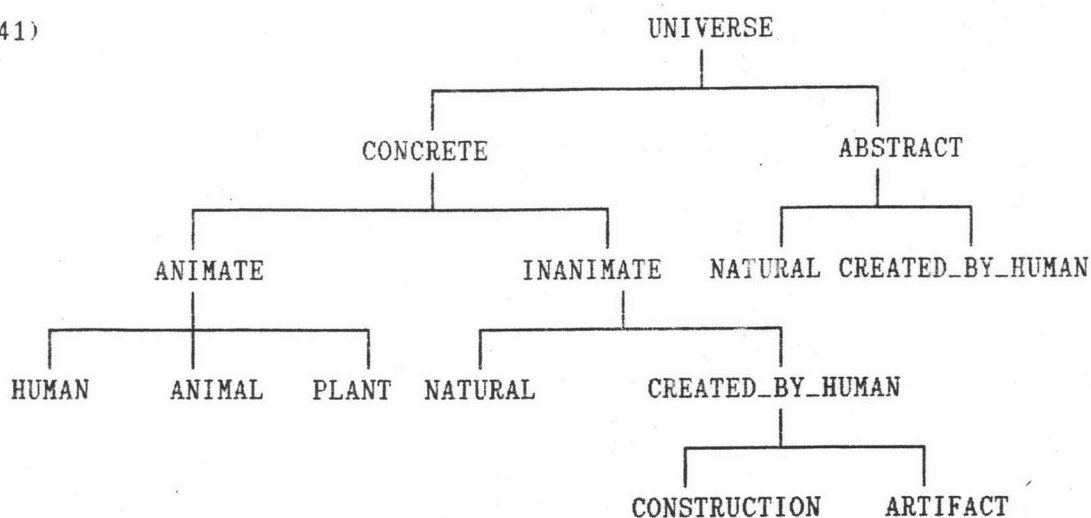 41)
UNIVERSE
CONCRETE ABSTRACT
ANIMATE INANIMATE NATURAL CREATED_BY_HUMAN
HUMAN ANIMAL PLANT NATURAL CREATED_BY_HUMAN
CONSTRUCTION ARTIFACT